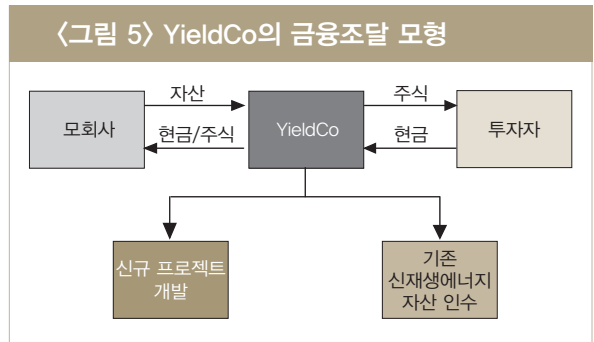 〈그림 5〉 YieldCo의 금융조달 모형
자산
주식
모회사
YieldCo
투자자
현금/주식
현금
신규 프로젝트
개발
기존
신재생에너지
자산 인수